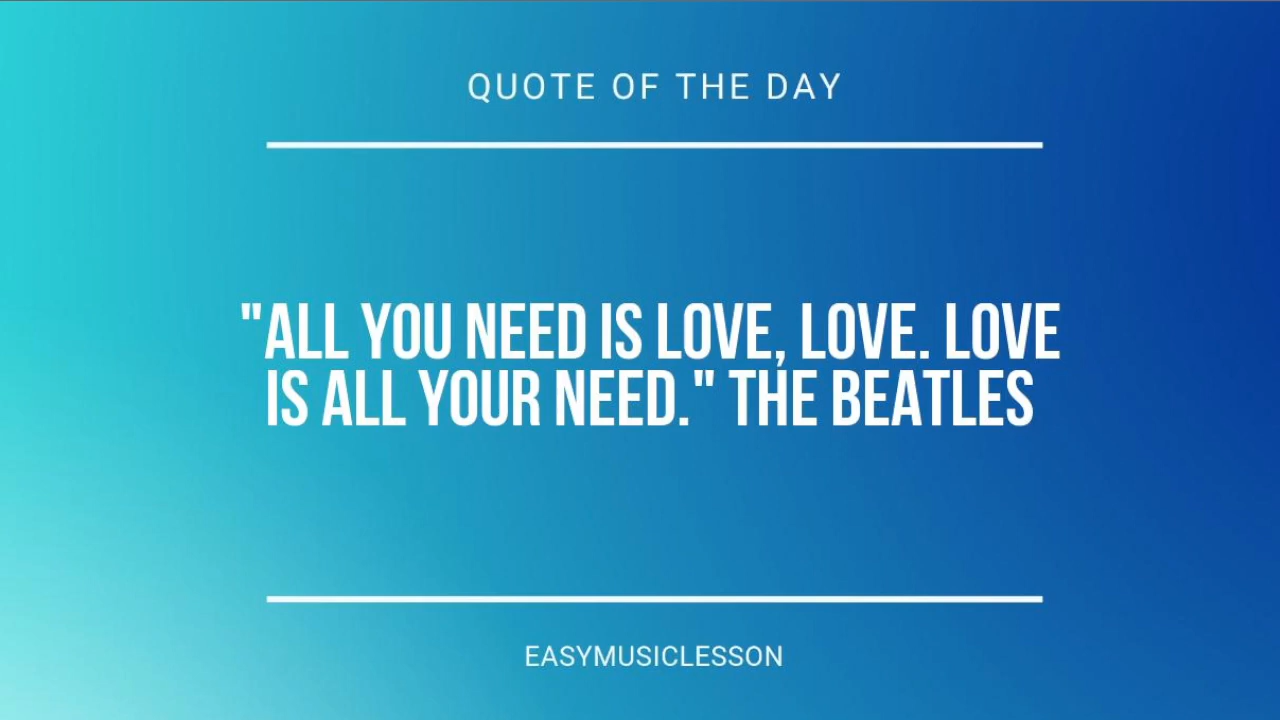 QUOTE OF THE DAY
"ALL YOU NEED IS LOVE, LOVE. LOVE
IS ALL YOUR NEED." THE BEATLES
EASYMUSICLESSON